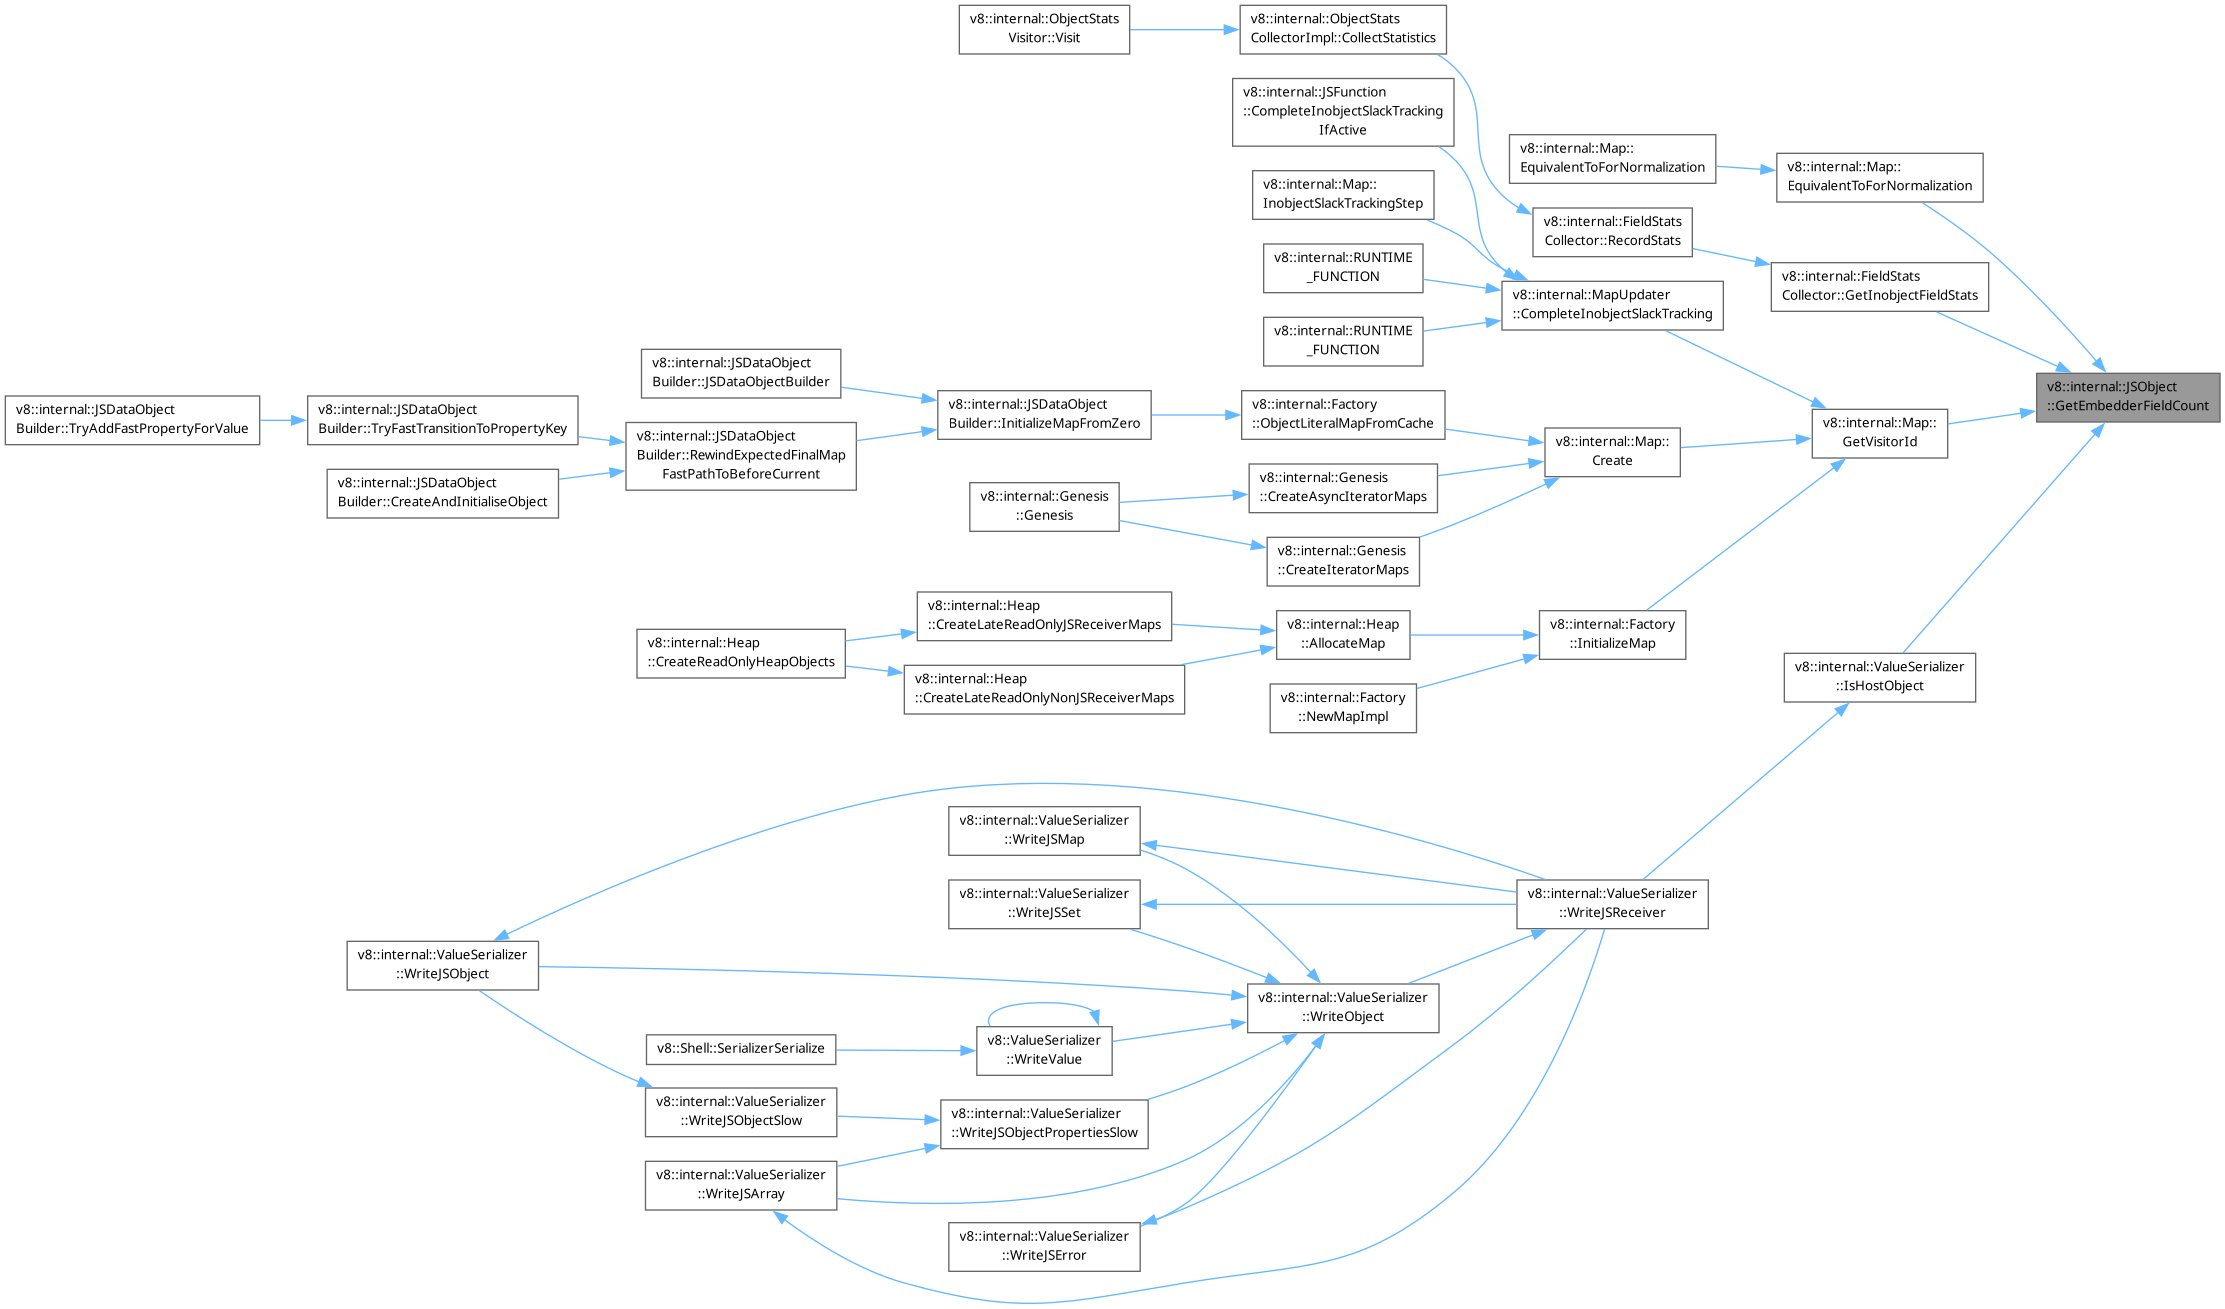 v8::internal::ObjectStats
Visitor::Visit
v8::internal::ObjectStats
CollectorImpl::CollectStatistics
v8::internal::JSFunction
::CompleteInobjectSlackTracking
IfActive
v8::internal::Map::
EquivalentToForNormalization
v8::internal::Map::
EquivalentToForNormalization
v8::internal::Map::
InobjectSlackTrackingStep
v8::internal::FieldStats
Collector::RecordStats
v8::internal::RUNTIME
_FUNCTION
v8::internal::FieldStats
Collector::GetInobjectFieldStats
v8::internal::MapUpdater
::CompleteInobjectSlackTracking
v8::internal::RUNTIME
_FUNCTION
v8::internal::JSDataObject
Builder::JSDataObjectBuilder
v8::internal::JSObject
::GetEmbedderFieldCount
v8::internal::JSDataObject
Builder::TryAddFastPropertyForValue
v8::internal::JSDataObject
Builder::TryFastTransitionToPropertyKey
v8::internal::JSDataObject
Builder::InitializeMapFromZero
v8::internal::Factory
::ObjectLiteralMapFromCache
v8::internal::Map::
GetVisitorId
v8::internal::JSDataObject
Builder::RewindExpectedFinalMap
FastPathToBeforeCurrent
v8::internal::Map::
Create
v8::internal::JSDataObject
Builder::CreateAndInitialiseObject
v8::internal::Genesis
::CreateAsyncIteratorMaps
v8::internal::Genesis
::Genesis
v8::internal::Genesis
::CreateIteratorMaps
v8::internal::Heap
::CreateLateReadOnlyJSReceiverMaps
v8::internal::Heap
::AllocateMap
v8::internal::Factory
::InitializeMap
v8::internal::Heap
::CreateReadOnlyHeapObjects
v8::internal::ValueSerializer
::IsHostObject
v8::internal::Heap
::CreateLateReadOnlyNonJSReceiverMaps
v8::internal::Factory
::NewMapImpl
v8::internal::ValueSerializer
::WriteJSMap
v8::internal::ValueSerializer
::WriteJSSet
v8::internal::ValueSerializer
::WriteJSReceiver
v8::internal::ValueSerializer
::WriteJSObject
v8::internal::ValueSerializer
::WriteObject
v8::Shell::SerializerSerialize
v8::ValueSerializer
::WriteValue
v8::internal::ValueSerializer
::WriteJSObjectSlow
v8::internal::ValueSerializer
::WriteJSObjectPropertiesSlow
v8::internal::ValueSerializer
::WriteJSArray
v8::internal::ValueSerializer
::WriteJSError